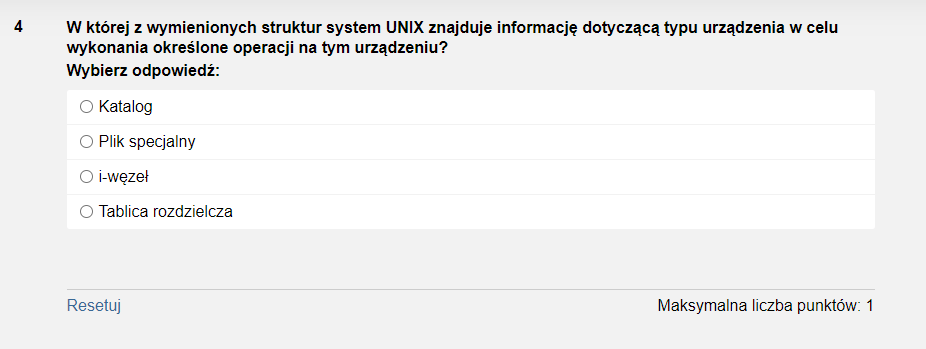 4
W której z wymienionych struktur system UNIX znajduje informację dotyczącą typu urządzenia w celu
wykonania określone operacji na tym urządzeniu?
Wybierz odpowiedź:
Katalog
Plik specjalny
i-węzeł
Tablica rozdzielcza
Resetuj
Maksymalna liczba punktów: 1